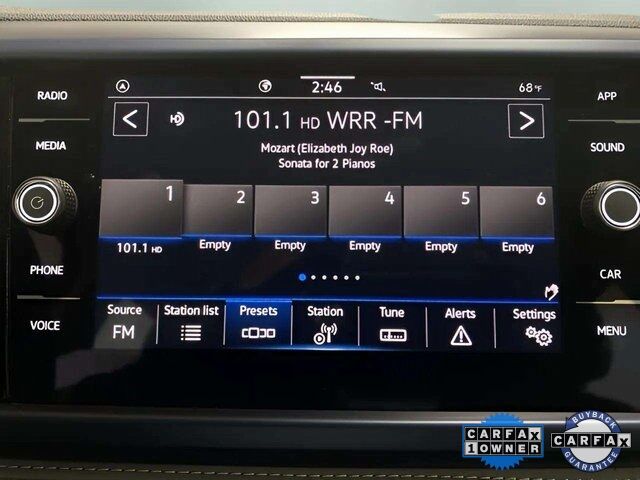 2:46
68 °F
RADIO
APP
HD 101.1 HD WRR -FM
MEDIA
SOUND
Mozart (Elizabeth Joy Roe)
Sonata for 2 Pianos
1 2 3 4 5 6
101.1 HD Empty Empty Empty Empty Empty
PHONE
CAR
Source Station list Presets Station Tune Alerts Settings
FM
VOICE
MENU
CARFAX
1 OWNER
BUYBACK
CARFAX
GUARANTEE